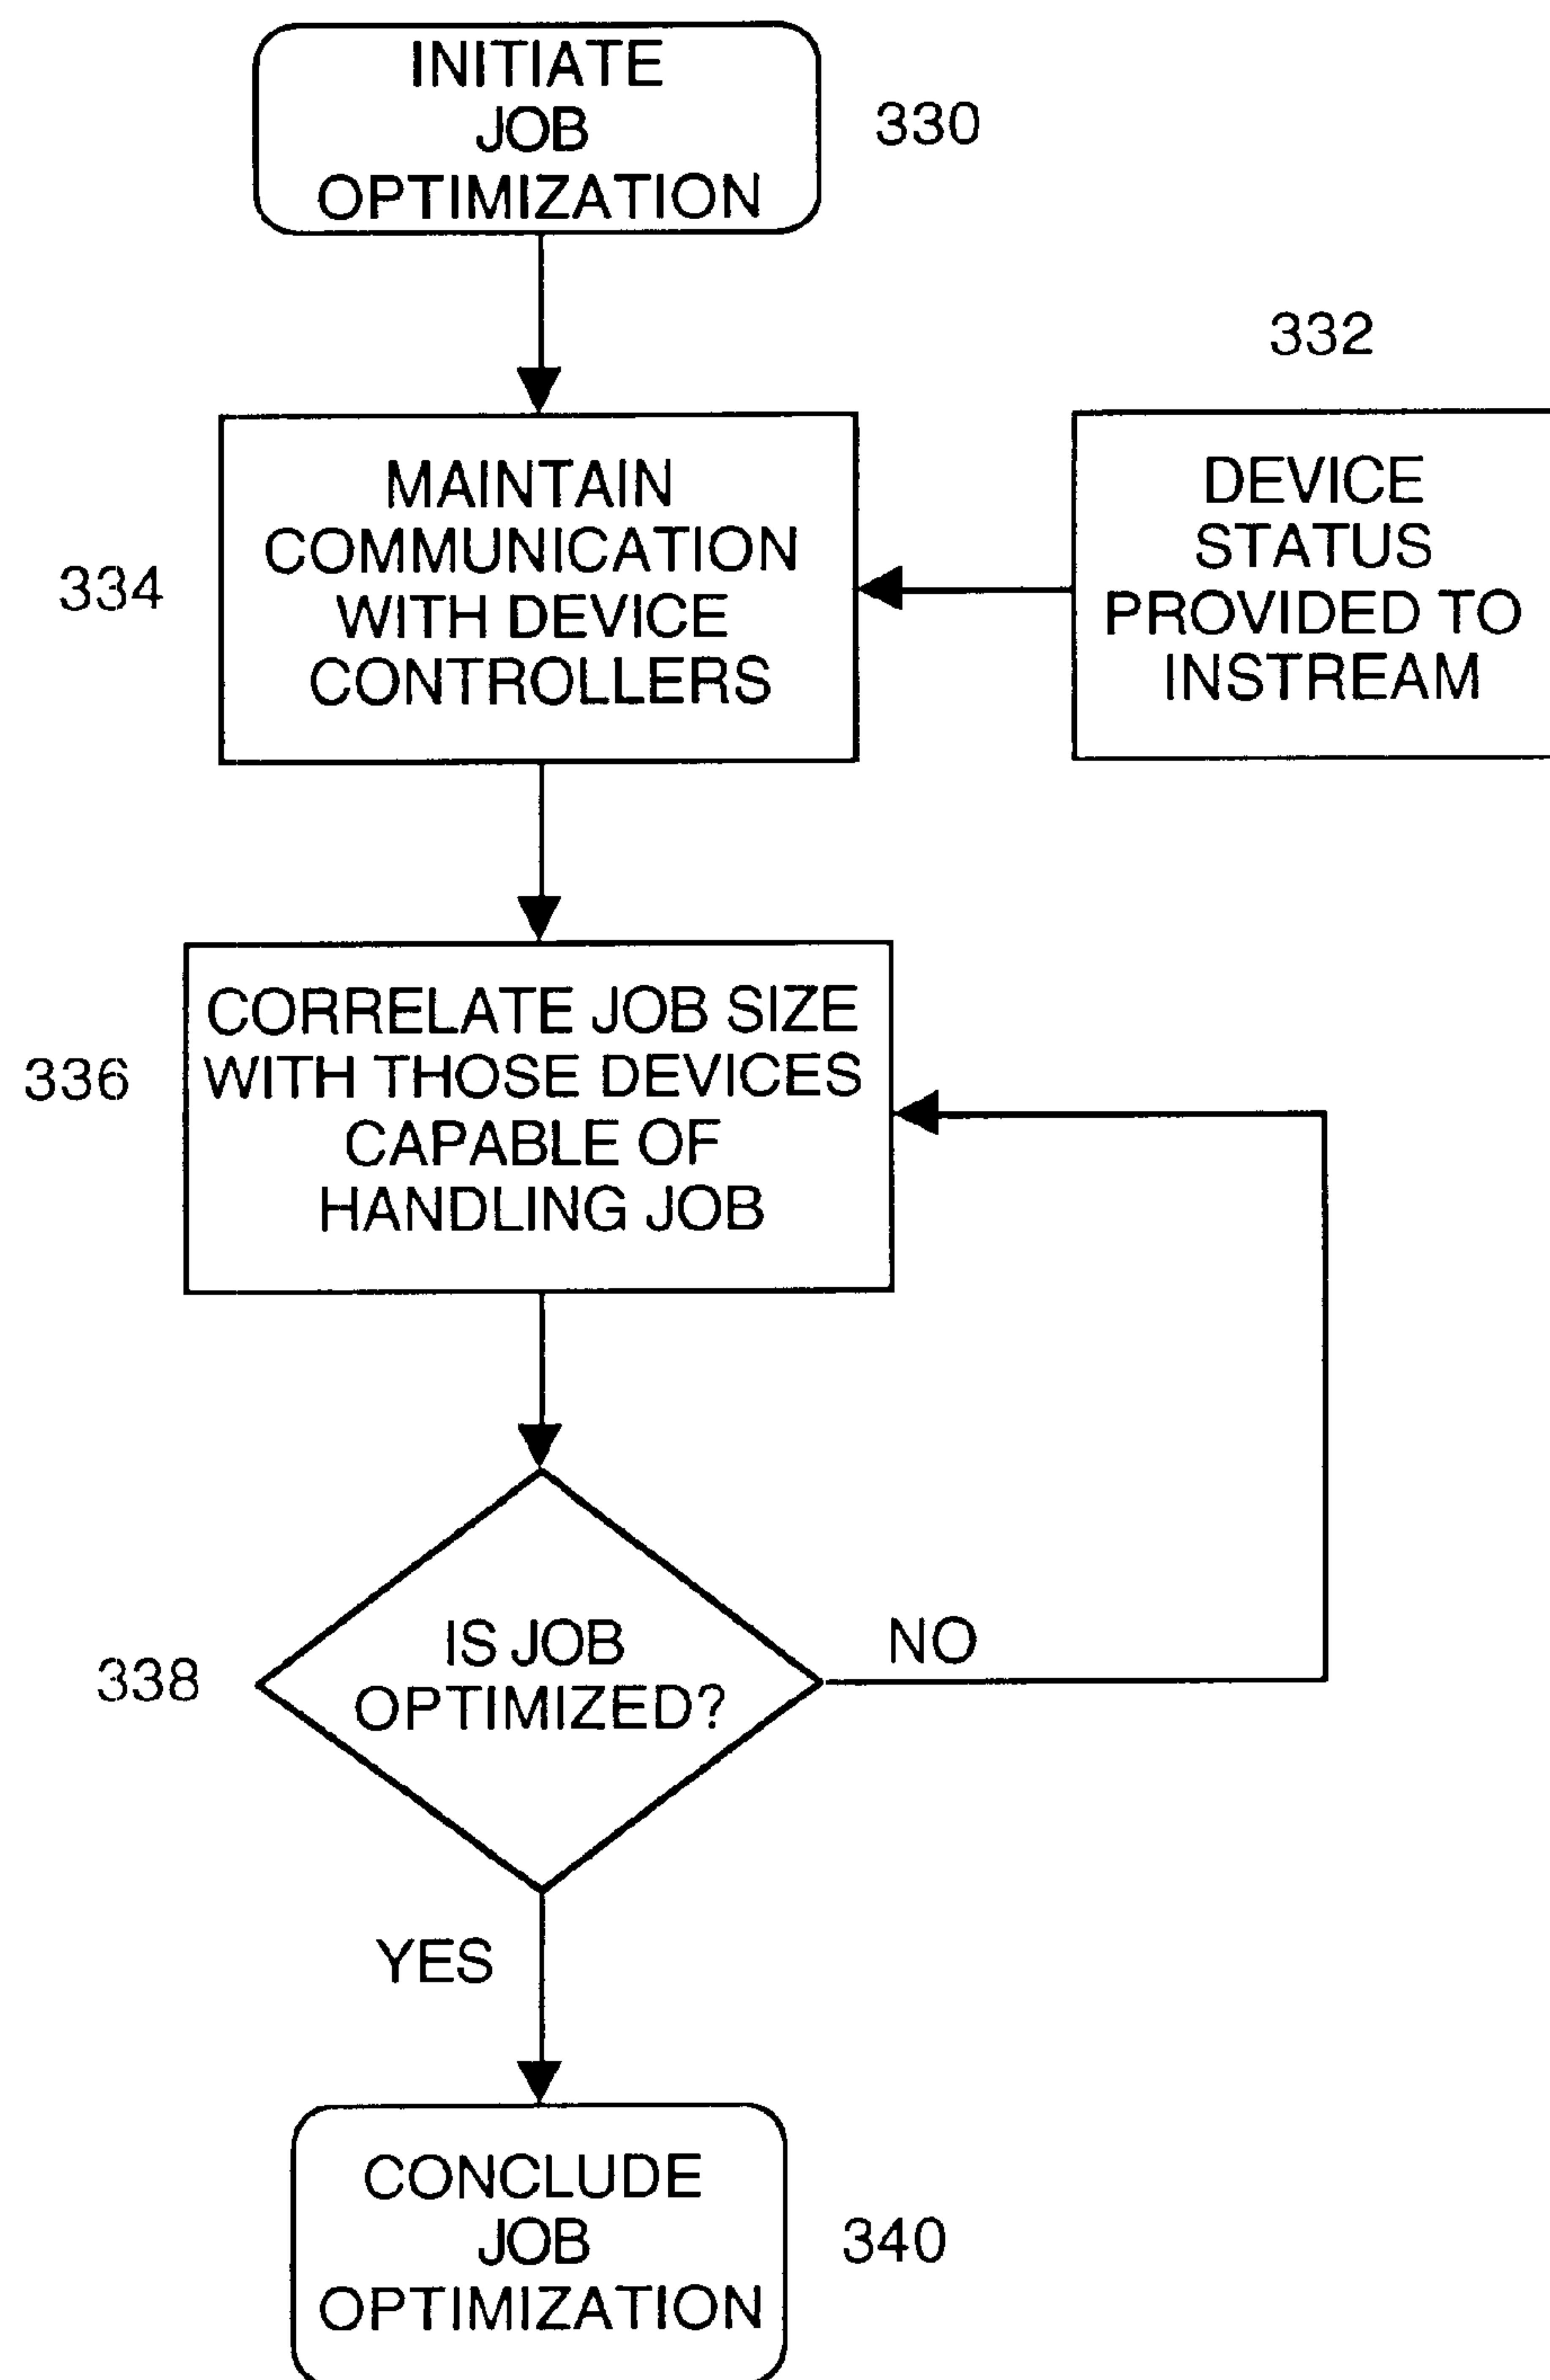 INITIATE
JOB
OPTIMIZATION
330
332
MAINTAIN
COMMUNICATION
WITH DEVICE
CONTROLLERS
334
DEVICE
STATUS
PROVIDED TO
INSTREAM
CORRELATE JOB SIZE
WITH THOSE DEVICES
CAPABLE OF
HANDLING JOB
336
IS JOB
OPTIMIZED?
338
NO
YES
CONCLUDE
JOB
OPTIMIZATION
340